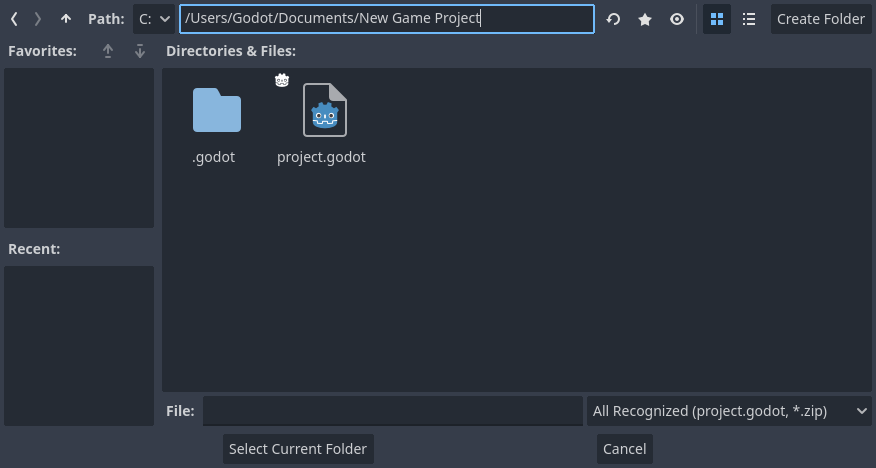 Path: C: /Users/Godot/Documents/New Game Project Create Folder
Favorites: Directories & Files:
.godot project.godot
Recent:
File: All Recognized (project.godot, *.zip)
Select Current Folder Cancel